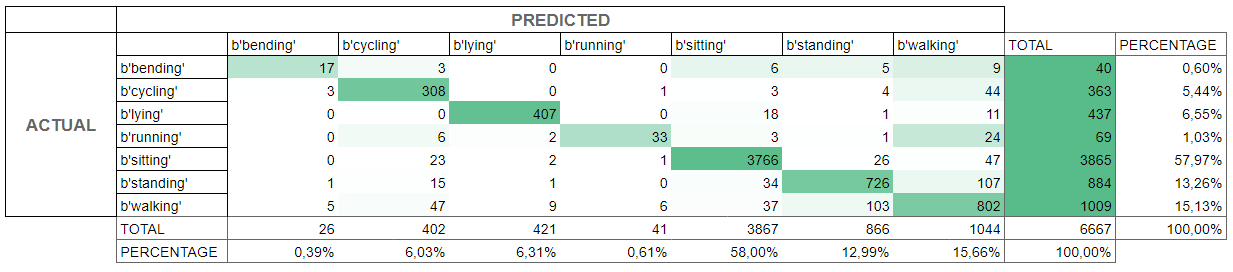 PREDICTED
b'bending' b'cycling' b'lying' b'running' b'sitting' b'standing' b'walking' TOTAL PERCENTAGE
ACTUAL
b'bending' 17 3 0 0 6 5 9 40 0,60%
b'cycling' 3 308 0 1 3 4 44 363 5,44%
b'lying' 0 0 407 0 18 1 11 437 6,55%
b'running' 0 6 2 33 3 1 24 69 1,03%
b'sitting' 0 23 2 1 3766 26 47 3865 57,97%
b'standing' 1 15 1 0 34 726 107 884 13,26%
b'walking' 5 47 9 6 37 103 802 1009 15,13%
TOTAL 26 402 421 41 3867 866 1044 6667 100,00%
PERCENTAGE 0,39% 6,03% 6,31% 0,61% 58,00% 12,99% 15,66% 100,00%